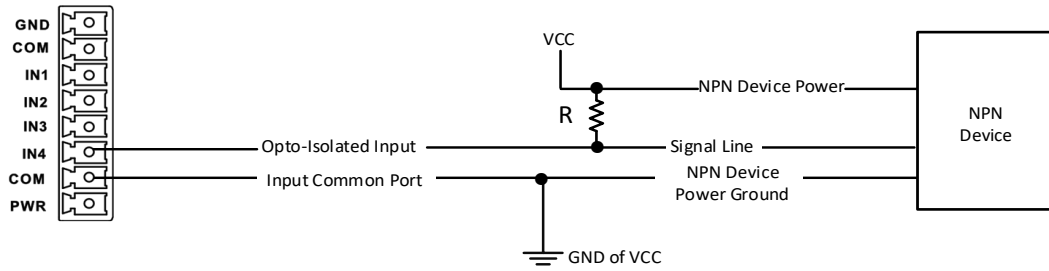 GND
COM
IN1
IN2
IN3
IN4
COM
PWR
VCC
R
NPN Device Power
Opto-Isolated Input
Signal Line
Input Common Port
NPN Device
Power Ground
GND of VCC
NPN
Device